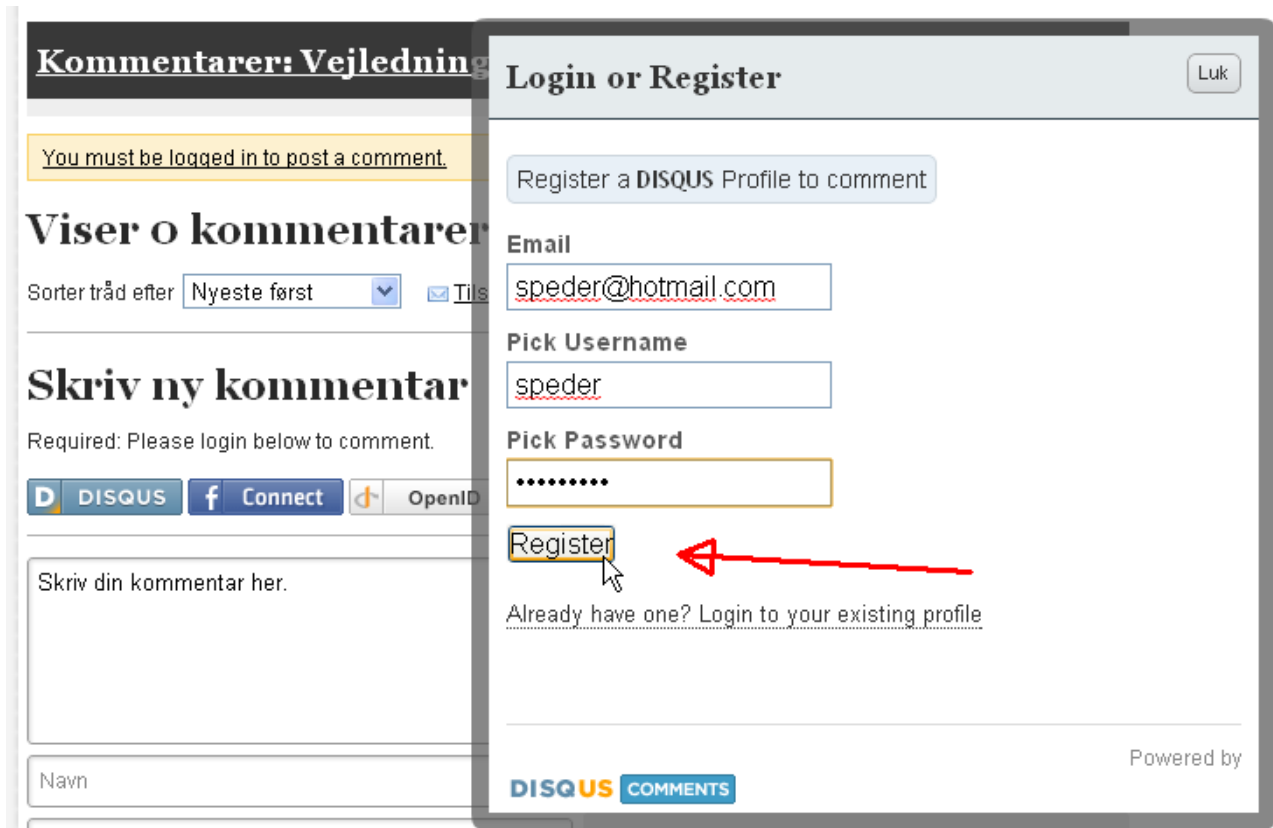 Kommentarer: Vejledning
You must be logged in to post a comment.
Viser 0 kommentarer
Sorter tråd efter Nyeste først
Skriv ny kommentar
Required: Please login below to comment.
D DISQUS f Connect OpenID
Skriv din kommentar her.
Navn
Login or Register Luk
Register a DISQUS Profile to comment
Email
speder@hotmail.com
Pick Username
speder
Pick Password
•••••••••
Register
Already have one? Login to your existing profile
Powered by
DISQUS COMMENTS